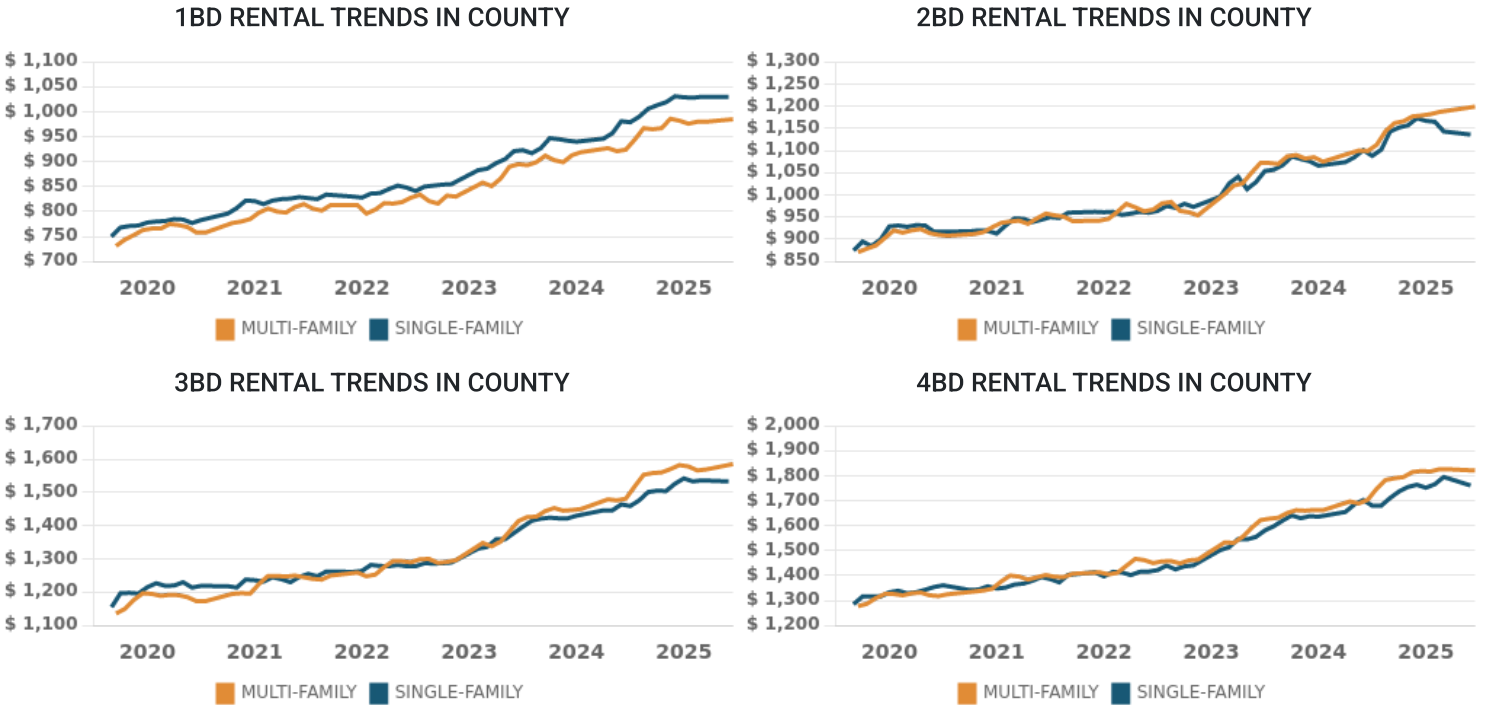 1BD RENTAL TRENDS IN COUNTY
$ 1,100
$ 1,050
$ 1,000
$ 950
$ 900
$ 850
$ 800
$ 750
$ 700
2020 2021 2022 2023 2024 2025
MULTI-FAMILY SINGLE-FAMILY
2BD RENTAL TRENDS IN COUNTY
$ 1,300
$ 1,250
$ 1,200
$ 1,150
$ 1,100
$ 1,050
$ 1,000
$ 950
$ 900
$ 850
2020 2021 2022 2023 2024 2025
MULTI-FAMILY SINGLE-FAMILY
3BD RENTAL TRENDS IN COUNTY
$ 1,700
$ 1,600
$ 1,500
$ 1,400
$ 1,300
$ 1,200
$ 1,100
2020 2021 2022 2023 2024 2025
MULTI-FAMILY SINGLE-FAMILY
4BD RENTAL TRENDS IN COUNTY
$ 2,000
$ 1,900
$ 1,800
$ 1,700
$ 1,600
$ 1,500
$ 1,400
$ 1,300
$ 1,200
2020 2021 2022 2023 2024 2025
MULTI-FAMILY SINGLE-FAMILY